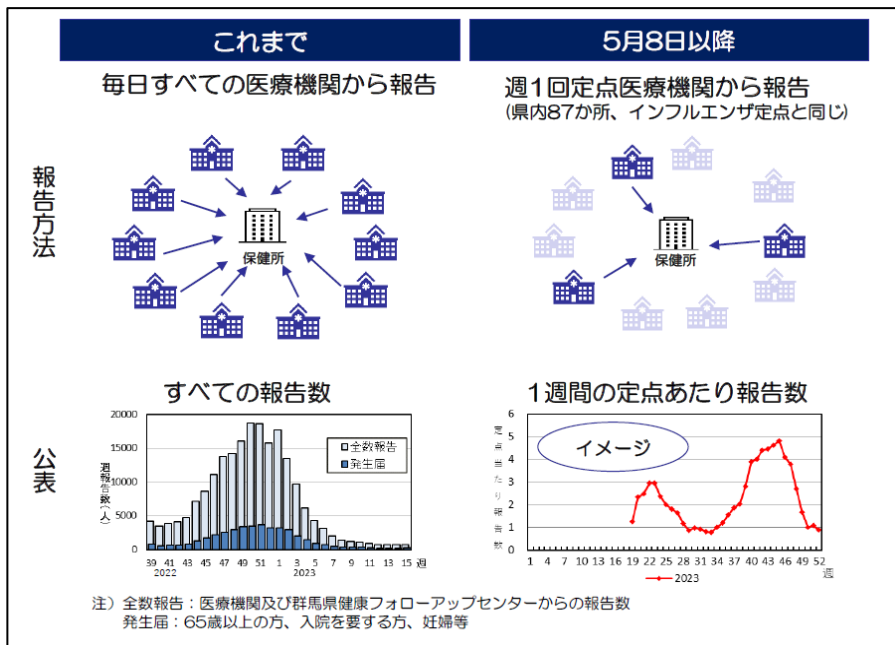 これまで
5月8日以降
毎日すべての医療機関から報告
週1回定点医療機関から報告
(県内87か所、インフルエンザ定点と同じ)
報告方法
保健所
保健所
公表
すべての報告数
20000
15000
10000
5000
0
週報告数(人)
全数報告
発生届
39 41 43 45 47 49 51 1 3 5 7 9 11 13 15 週
2022 2023
1週間の定点あたり報告数
6
5
4
3
2
1
0
週定点当たり報告数
イメージ
1 4 7 10 13 16 19 22 25 28 31 34 37 40 43 46 49 52
週
2023
注）全数報告：医療機関及び群馬県健康フォローアップセンターからの報告数
発生届：65歳以上の方、入院を要する方、妊婦等